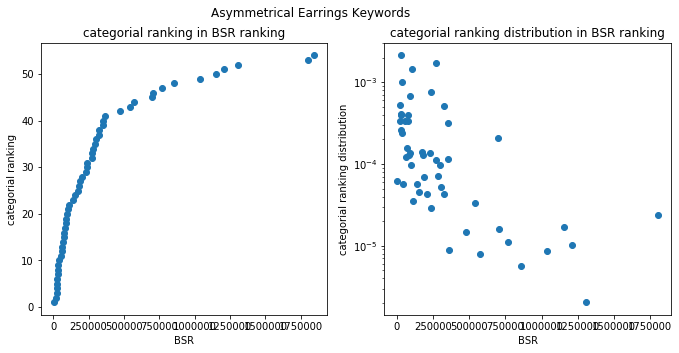 Asymmetrical Earrings Keywords
categorial ranking in BSR ranking
categorial ranking
50
40
30
20
10
0
0 250000 500000 750000 1000000 1250000 1500000 1750000
BSR
categorial ranking distribution in BSR ranking
categorial ranking distribution
10⁻³
10⁻⁴
10⁻⁵
0 250000 500000 750000 1000000 1250000 1500000 1750000
BSR